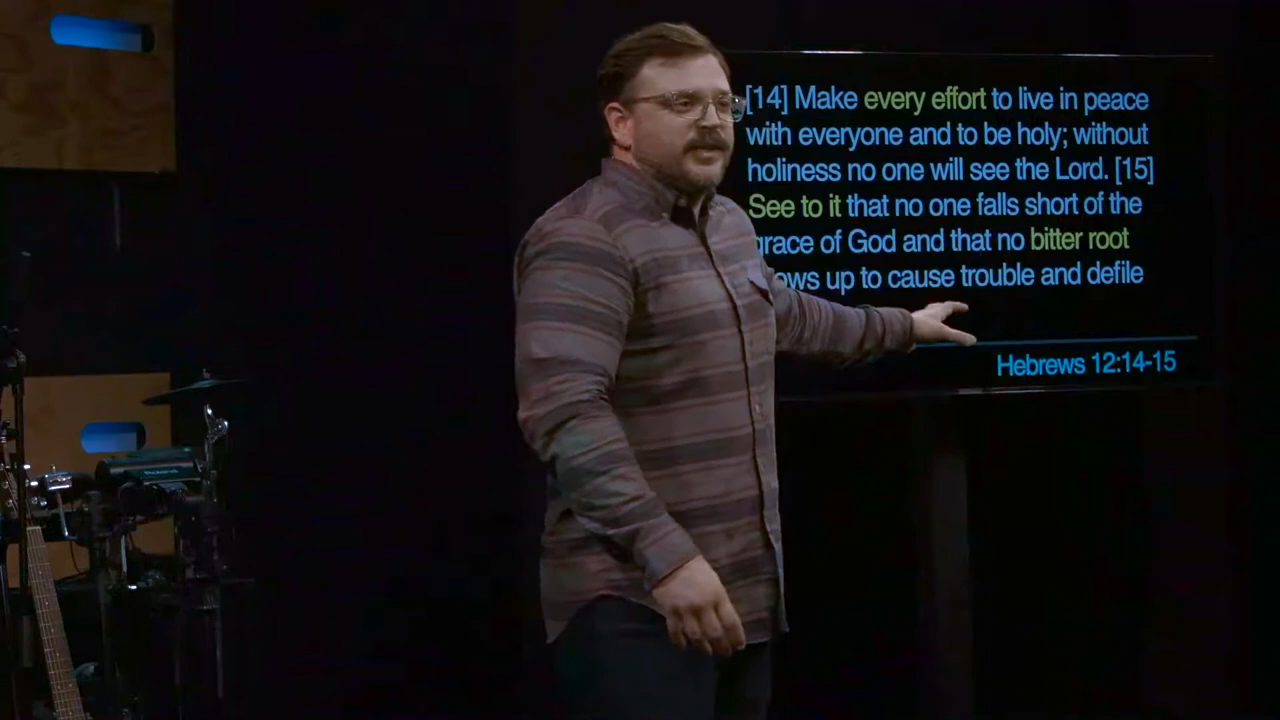 [14] Make every effort to live in peace
with everyone and to be holy; without
holiness no one will see the Lord. [15]
See to it that no one falls short of the
grace of God and that no bitter root
ows up to cause trouble and defile
Hebrews 12:14-15